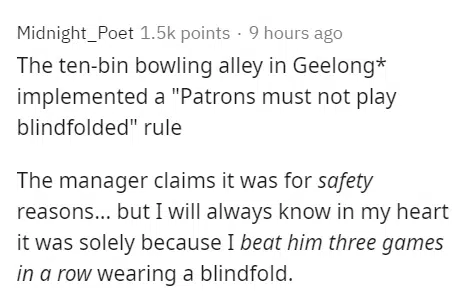 Midnight_Poet 1.5k points · 9 hours ago
The ten-bin bowling alley in Geelong*
implemented a "Patrons must not play
blindfolded" rule
The manager claims it was for safety
reasons... but I will always know in my heart
it was solely because I beat him three games
in a row wearing a blindfold.